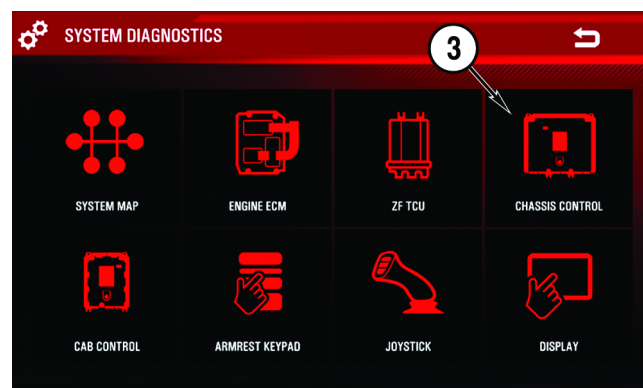 SYSTEM DIAGNOSTICS
3
SYSTEM MAP
ENGINE ECM
ZF TCU
CHASSIS CONTROL
CAB CONTROL
ARMREST KEYPAD
JOYSTICK
DISPLAY